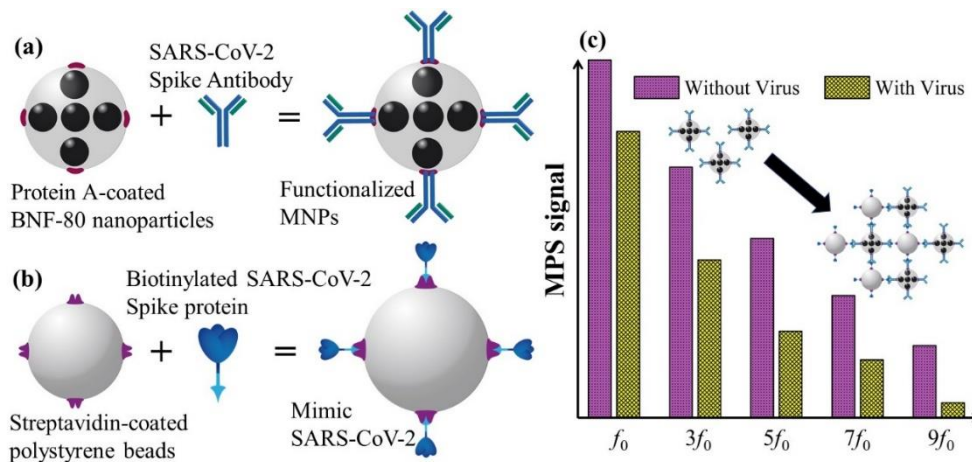 (a)
SARS-CoV-2
Spike Antibody
+
=
Protein A-coated
BNF-80 nanoparticles
Functionalized
MNPs
(b)
Biotinylated SARS-CoV-2
Spike protein
+
=
Streptavidin-coated
polystyrene beads
Mimic
SARS-CoV-2
(c)
Without Virus
With Virus
MPS signal
f₀ 3f₀ 5f₀ 7f₀ 9f₀